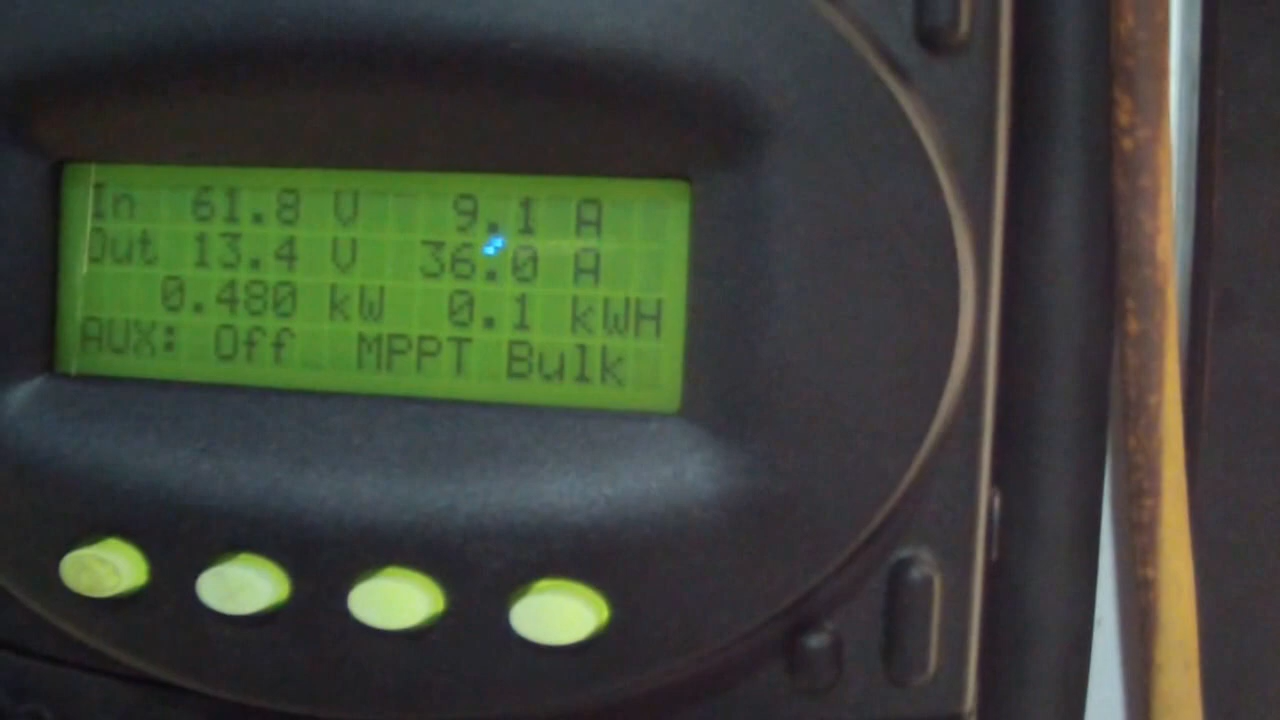 In 61.8 V 9.1 A
Out 13.4 V 36.0 A
0.480 kW 0.1 kWH
AUX: Off MPPT Bulk